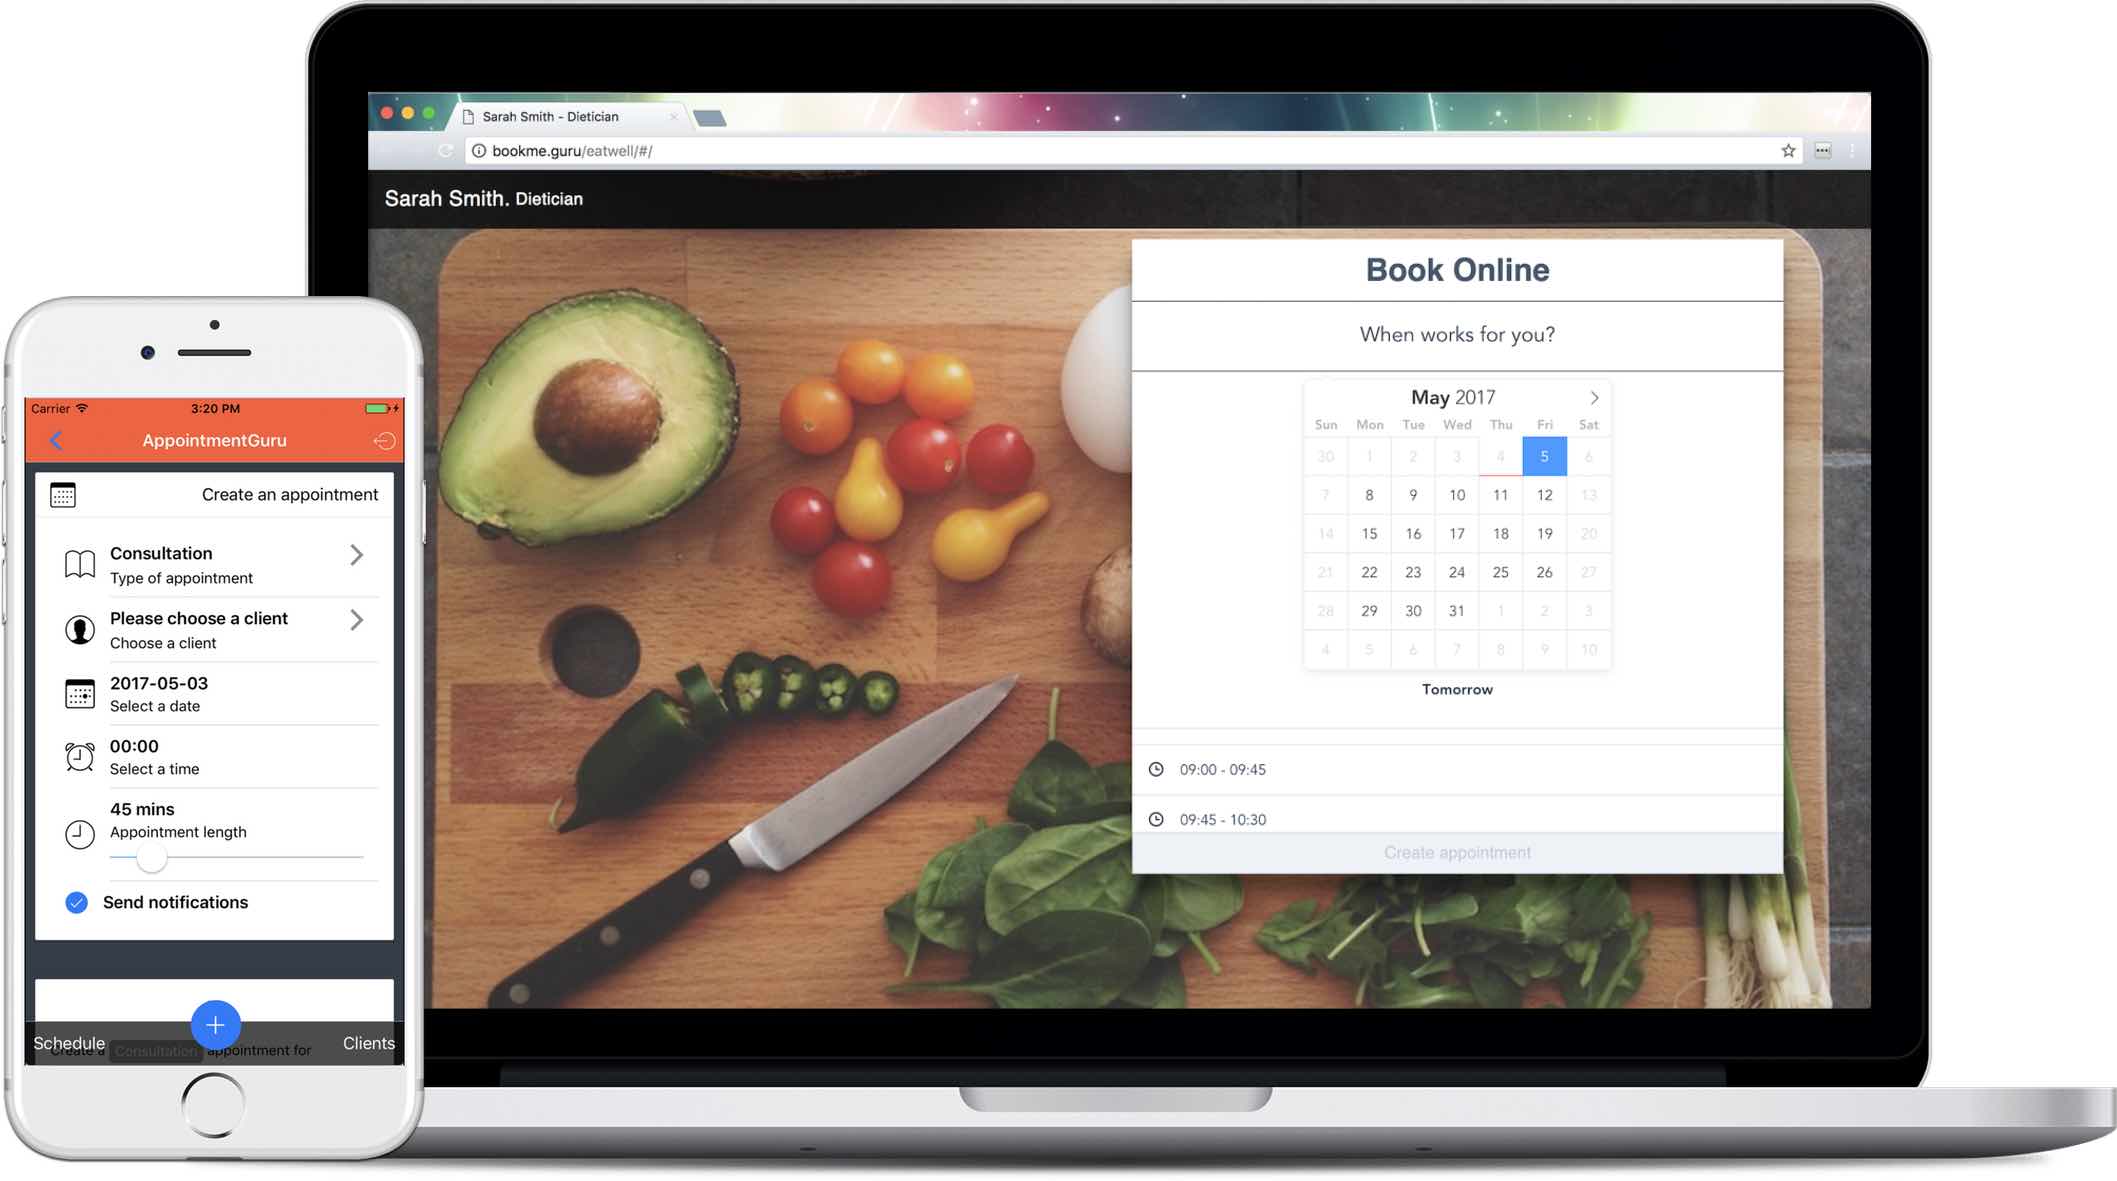 Sarah Smith - Dietician
bookme.guru/eatwell/#/
Sarah Smith. Dietician
Book Online
When works for you?
May 2017
Sun Mon Tue Wed Thu Fri Sat
30 1 2 3 4 5 6
7 8 9 10 11 12 13
14 15 16 17 18 19 20
21 22 23 24 25 26 27
28 29 30 31 1 2 3
4 5 6 7 8 9 10
Tomorrow
09:00 - 09:45
09:45 - 10:30
Create appointment
Carrier 3:20 PM
AppointmentGuru
Create an appointment
Consultation
Type of appointment
Please choose a client
Choose a client
2017-05-03
Select a date
00:00
Select a time
45 mins
Appointment length
Send notifications
Schedule Clients
Create a Consultation appointment for